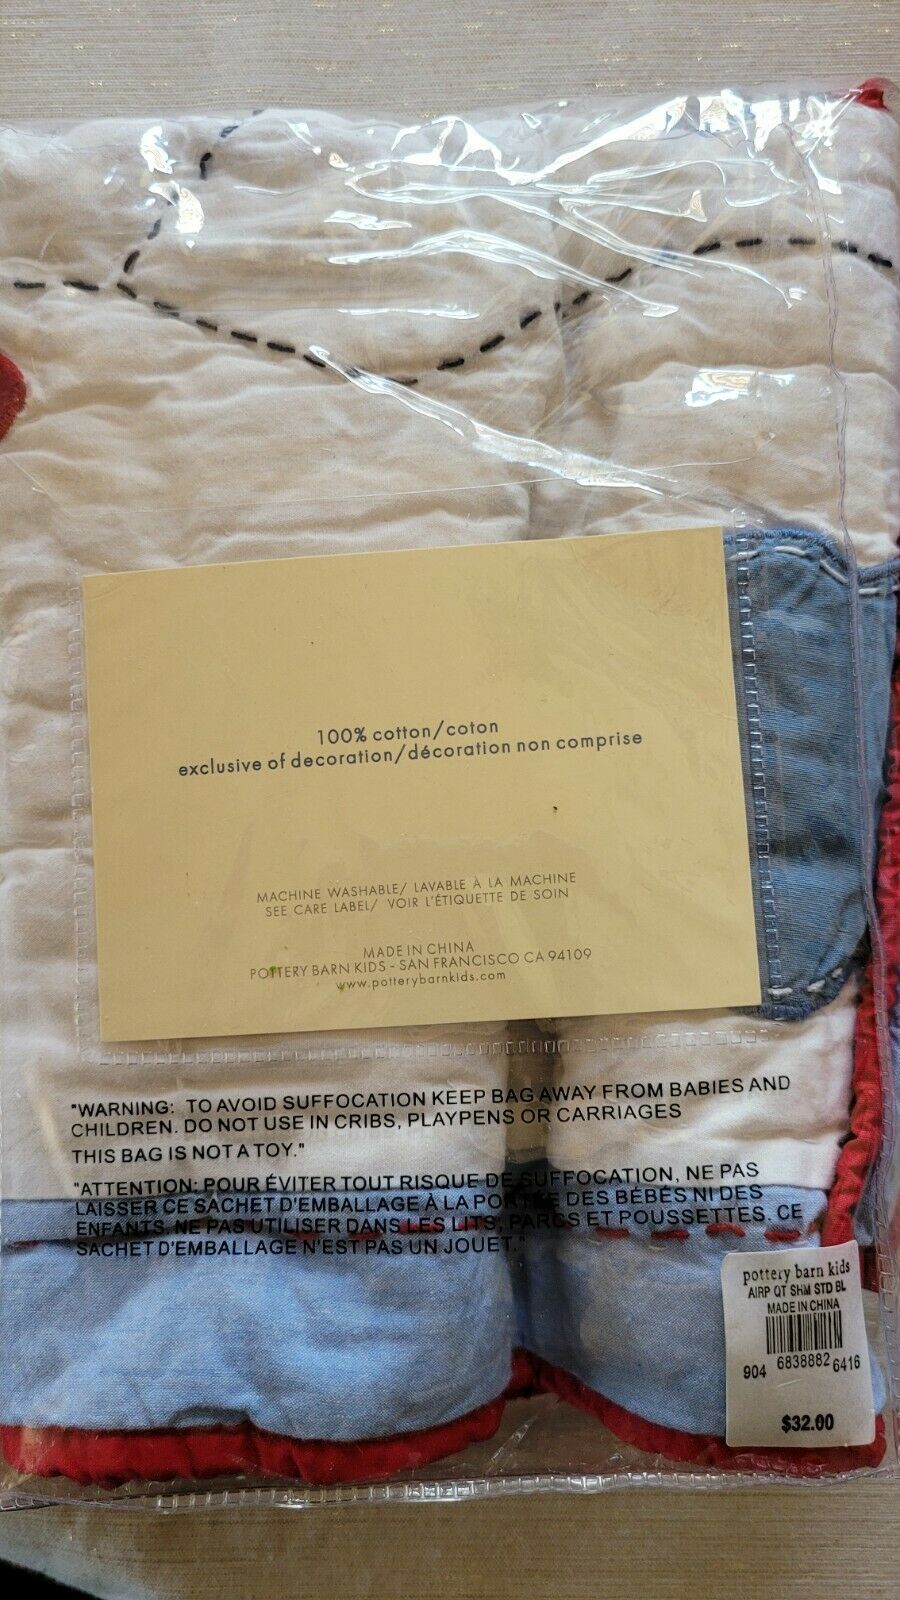 100% cotton/coton
exclusive of decoration/décoration non comprise
MACHINE WASHABLE/ LAVABLE À LA MACHINE
SEE CARE LABEL/ VOIR L'ÉTIQUETTE DE SOIN
MADE IN CHINA
POTTERY BARN KIDS - SAN FRANCISCO CA 94109
www.potterybarnkids.com
"WARNING: TO AVOID SUFFOCATION KEEP BAG AWAY FROM BABIES AND
CHILDREN. DO NOT USE IN CRIBS, PLAYPENS OR CARRIAGES
THIS BAG IS NOT A TOY."
"ATTENTION: POUR ÉVITER TOUT RISQUE DE SUFFOCATION, NE PAS
LAISSER CE SACHET D'EMBALLAGE À LA PORTÉE DES BÉBÉS NI DES
ENFANTS. NE PAS UTILISER DANS LES LITS, PARCS ET POUSSETTES. CE
SACHET D'EMBALLAGE N'EST PAS UN JOUET."
pottery barn kids
AIRP QT SHM STD BL
MADE IN CHINA
904 6838882 6416
$32.00